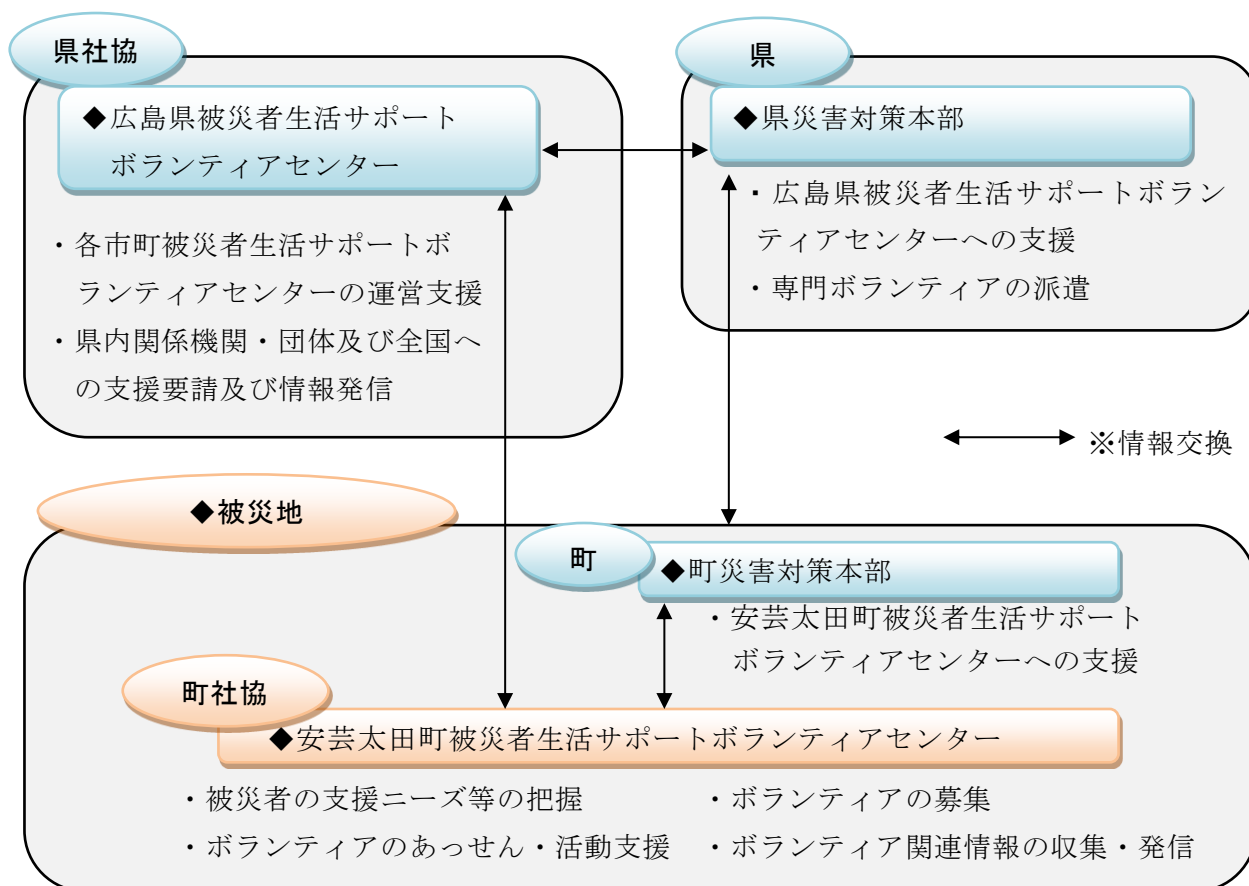 県社協
◆広島県被災者生活サポート
ボランティアセンター
・各市町被災者生活サポートボ
ランティアセンターの運営支援
・県内関係機関・団体及び全国へ
の支援要請及び情報発信
県
◆県災害対策本部
・広島県被災者生活サポートボラン
ティアセンターへの支援
・専門ボランティアの派遣
※情報交換
◆被災地
町
◆町災害対策本部
・安芸太田町被災者生活サポート
ボランティアセンターへの支援
町社協
◆安芸太田町被災者生活サポートボランティアセンター
・被災者の支援ニーズ等の把握
・ボランティアの募集
・ボランティアのあっせん・活動支援
・ボランティア関連情報の収集・発信